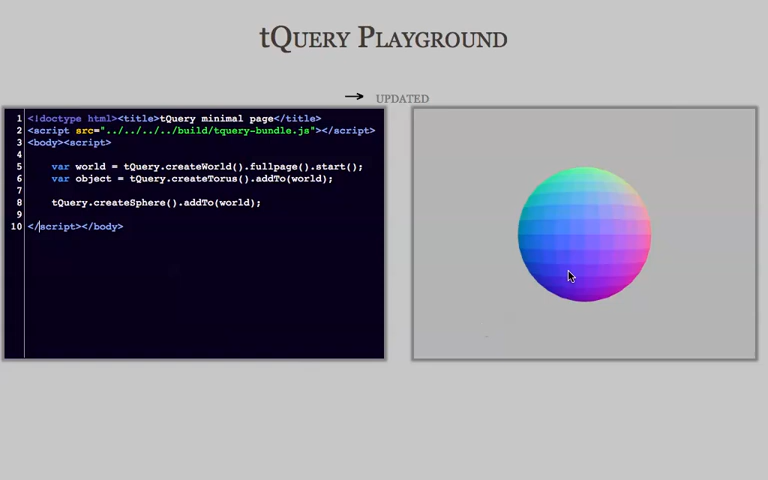 tQuery Playground
→ UPDATED
1 <!doctype html><title>tQuery minimal page</title>
2 <script src="../../../../build/tquery-bundle.js"></script>
3 <body><script>
4
5 var world = tQuery.createWorld().fullpage().start();
6 var object = tQuery.createTorus().addTo(world);
7
8 tQuery.createSphere().addTo(world);
9
10 </script></body>